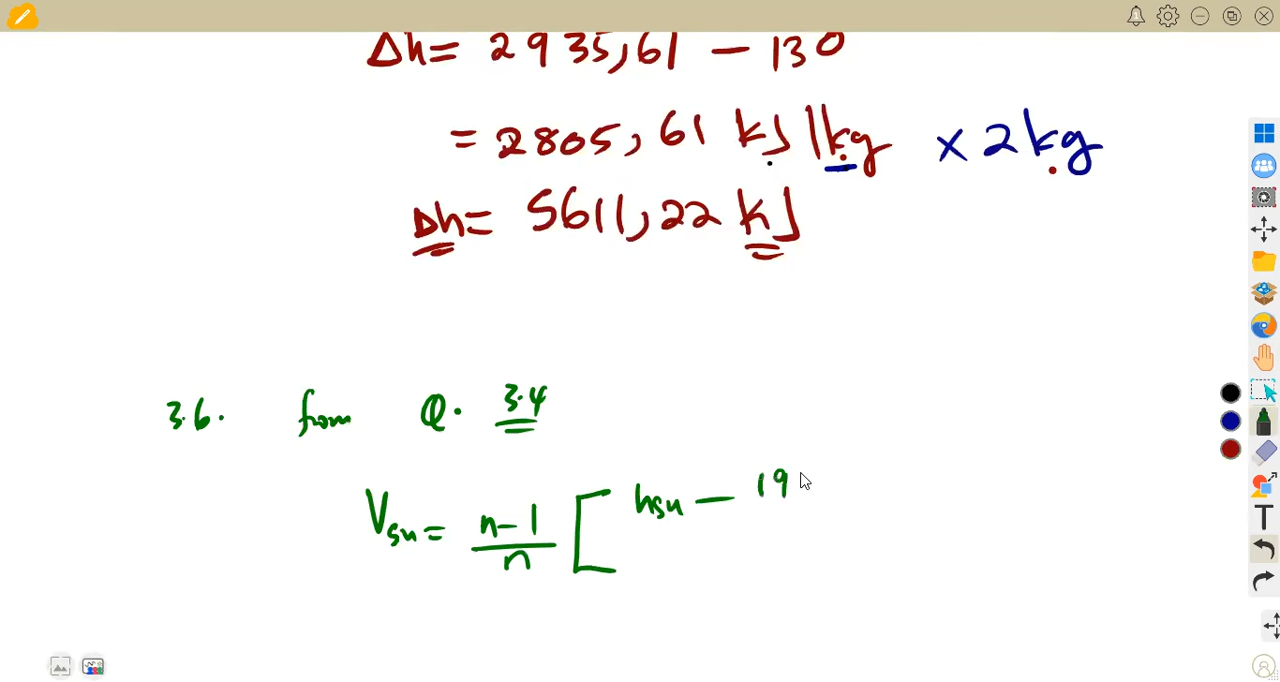 Δh = 2935,61 − 130
= 2805,61 kJ/kg × 2kg
Δh = 5611,22 kJ
3.6. from Q. 3.4
Vsu = n−1/n [ hsu − 19
T